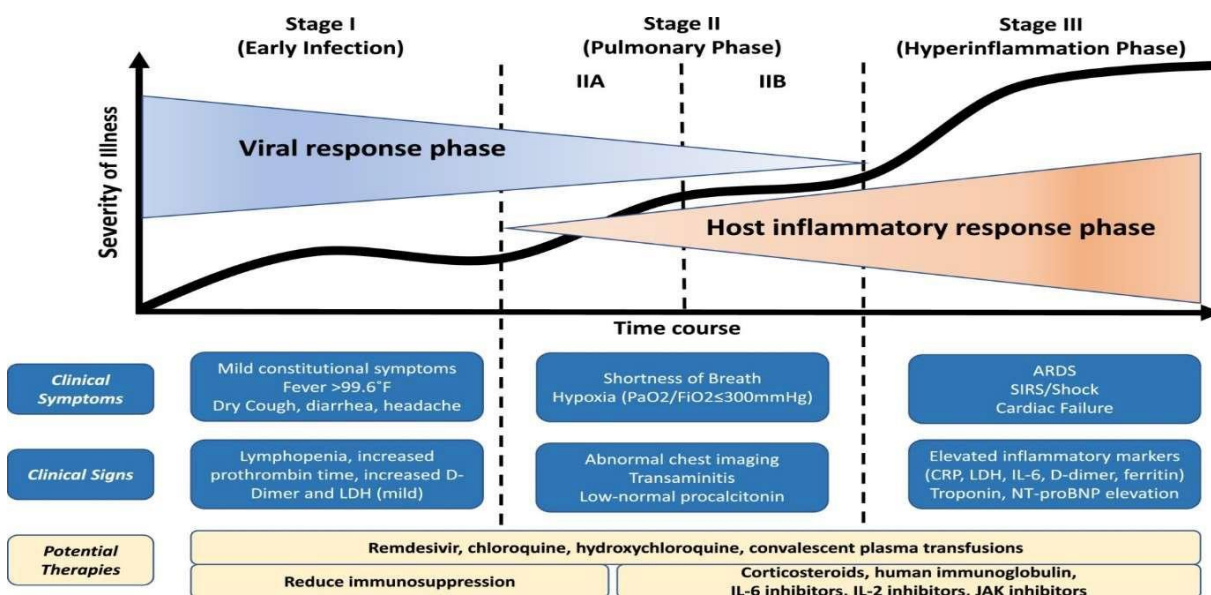 Stage I
(Early Infection)
Stage II
(Pulmonary Phase)
Stage III
(Hyperinflammation Phase)
IIA
IIB
Severity of Illness
Viral response phase
Host inflammatory response phase
Time course
Clinical
Symptoms
Mild constitutional symptoms
Fever >99.6°F
Dry Cough, diarrhea, headache
Shortness of Breath
Hypoxia (PaO2/FiO2≤300mmHg)
ARDS
SIRS/Shock
Cardiac Failure
Clinical Signs
Lymphopenia, increased
prothrombin time, increased D-
Dimer and LDH (mild)
Abnormal chest imaging
Transaminitis
Low-normal procalcitonin
Elevated inflammatory markers
(CRP, LDH, IL-6, D-dimer, ferritin)
Troponin, NT-proBNP elevation
Potential
Therapies
Remdesivir, chloroquine, hydroxychloroquine, convalescent plasma transfusions
Reduce immunosuppression
Corticosteroids, human immunoglobulin,
IL-6 inhibitors, IL-2 inhibitors, JAK inhibitors